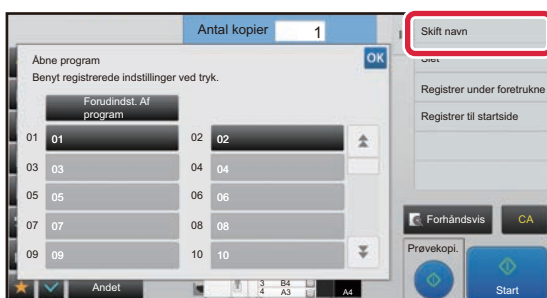 Antal kopier 1
Skift navn
Åbne program
OK
Benyt registrerede indstillinger ved tryk.
Slet
Registrer under foretrukne
Registrer til startside
Forudindst. Af
program
01 01 02 02
03 03 04 04
05 05 06 06
07 07 08 08
09 09 10 10
Forhåndsvis CA
Prøvekopi.
Start
Andet
3 B4
4 A3
A4